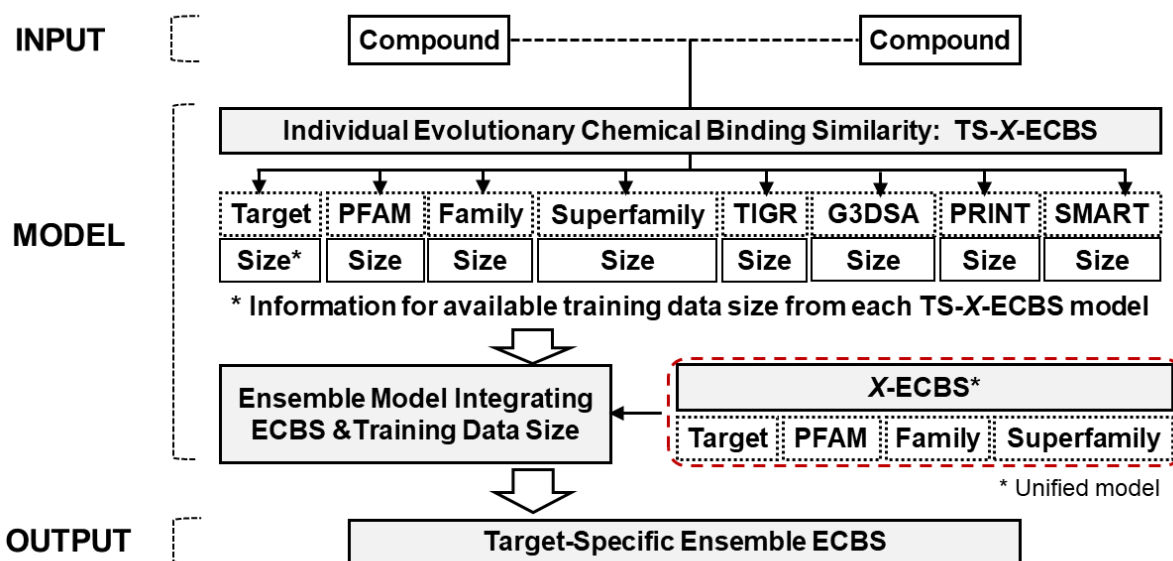 INPUT
Compound
Compound
MODEL
Individual Evolutionary Chemical Binding Similarity: TS-X-ECBS
Target PFAM Family Superfamily TIGR G3DSA PRINT SMART
Size* Size Size Size Size Size Size Size
* Information for available training data size from each TS-X-ECBS model
Ensemble Model Integrating
ECBS & Training Data Size
X-ECBS*
Target PFAM Family Superfamily
* Unified model
OUTPUT
Target-Specific Ensemble ECBS